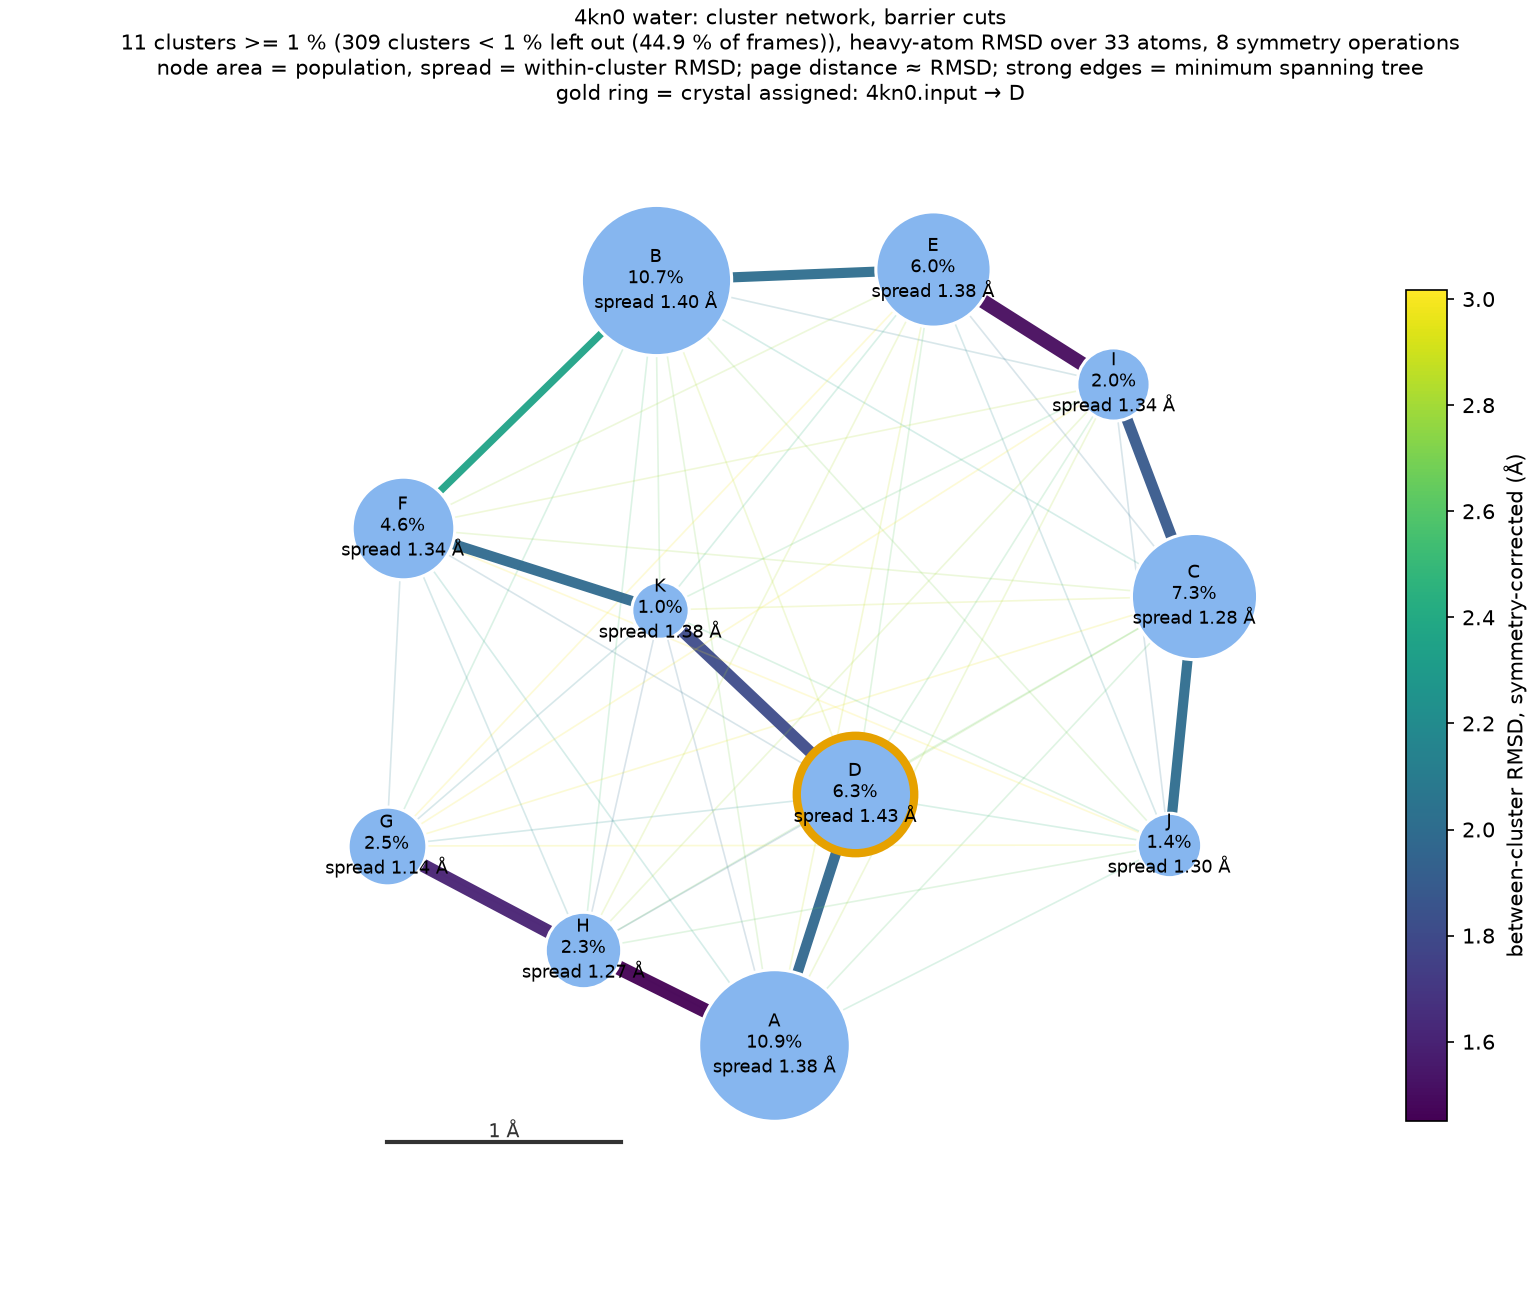 4kn0 water: cluster network, barrier cuts
11 clusters >= 1 % (309 clusters < 1 % left out (44.9 % of frames)), heavy-atom RMSD over 33 atoms, 8 symmetry operations
node area = population, spread = within-cluster RMSD; page distance ≈ RMSD; strong edges = minimum spanning tree
gold ring = crystal assigned: 4kn0.input → D
B
10.7%
spread 1.40 Å
E
6.0%
spread 1.38 Å
I
2.0%
spread 1.34 Å
F
4.6%
spread 1.34 Å
K
1.0%
spread 1.38 Å
C
7.3%
spread 1.28 Å
D
6.3%
spread 1.43 Å
G
2.5%
spread 1.14 Å
J
1.4%
spread 1.30 Å
H
2.3%
spread 1.27 Å
A
10.9%
spread 1.38 Å
1 Å
3.0
2.8
2.6
2.4
2.2
2.0
1.8
1.6
between-cluster RMSD, symmetry-corrected (Å)